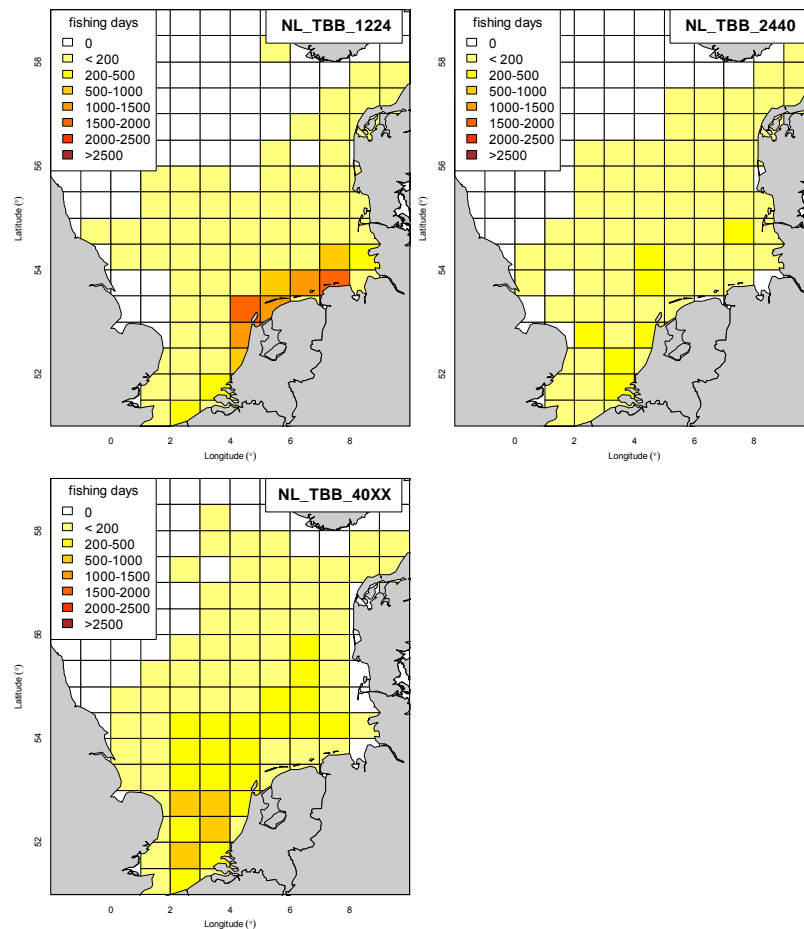 fishing days
0
< 200
200-500
500-1000
1000-1500
1500-2000
2000-2500
>2500
NL_TBB_1224
58
56
54
52
Latitude (°)
0 2 4 6 8
Longitude (°)
fishing days
0
< 200
200-500
500-1000
1000-1500
1500-2000
2000-2500
>2500
NL_TBB_2440
58
56
54
52
Latitude (°)
0 2 4 6 8
Longitude (°)
fishing days
0
< 200
200-500
500-1000
1000-1500
1500-2000
2000-2500
>2500
NL_TBB_40XX
58
56
54
52
Latitude (°)
0 2 4 6 8
Longitude (°)